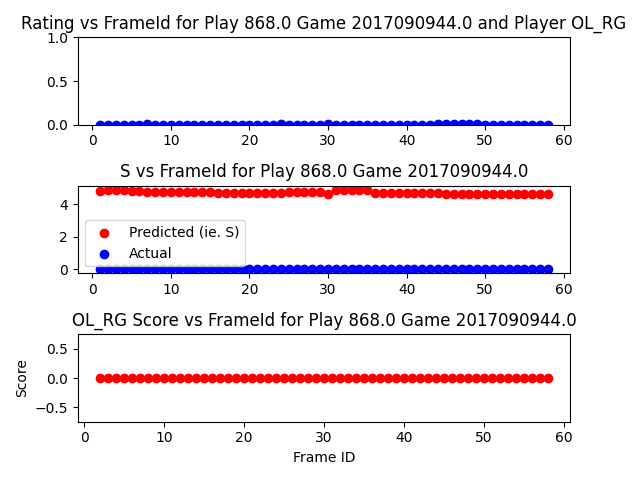 Rating vs FrameId for Play 868.0 Game 2017090944.0 and Player OL_RG
1.0
0.5
0.0
0 10 20 30 40 50 60
S vs FrameId for Play 868.0 Game 2017090944.0
4
2
0
Predicted (ie. S)
Actual
0 10 20 30 40 50 60
OL_RG Score vs FrameId for Play 868.0 Game 2017090944.0
Score
0.5
0.0
−0.5
0 10 20 30 40 50 60
Frame ID